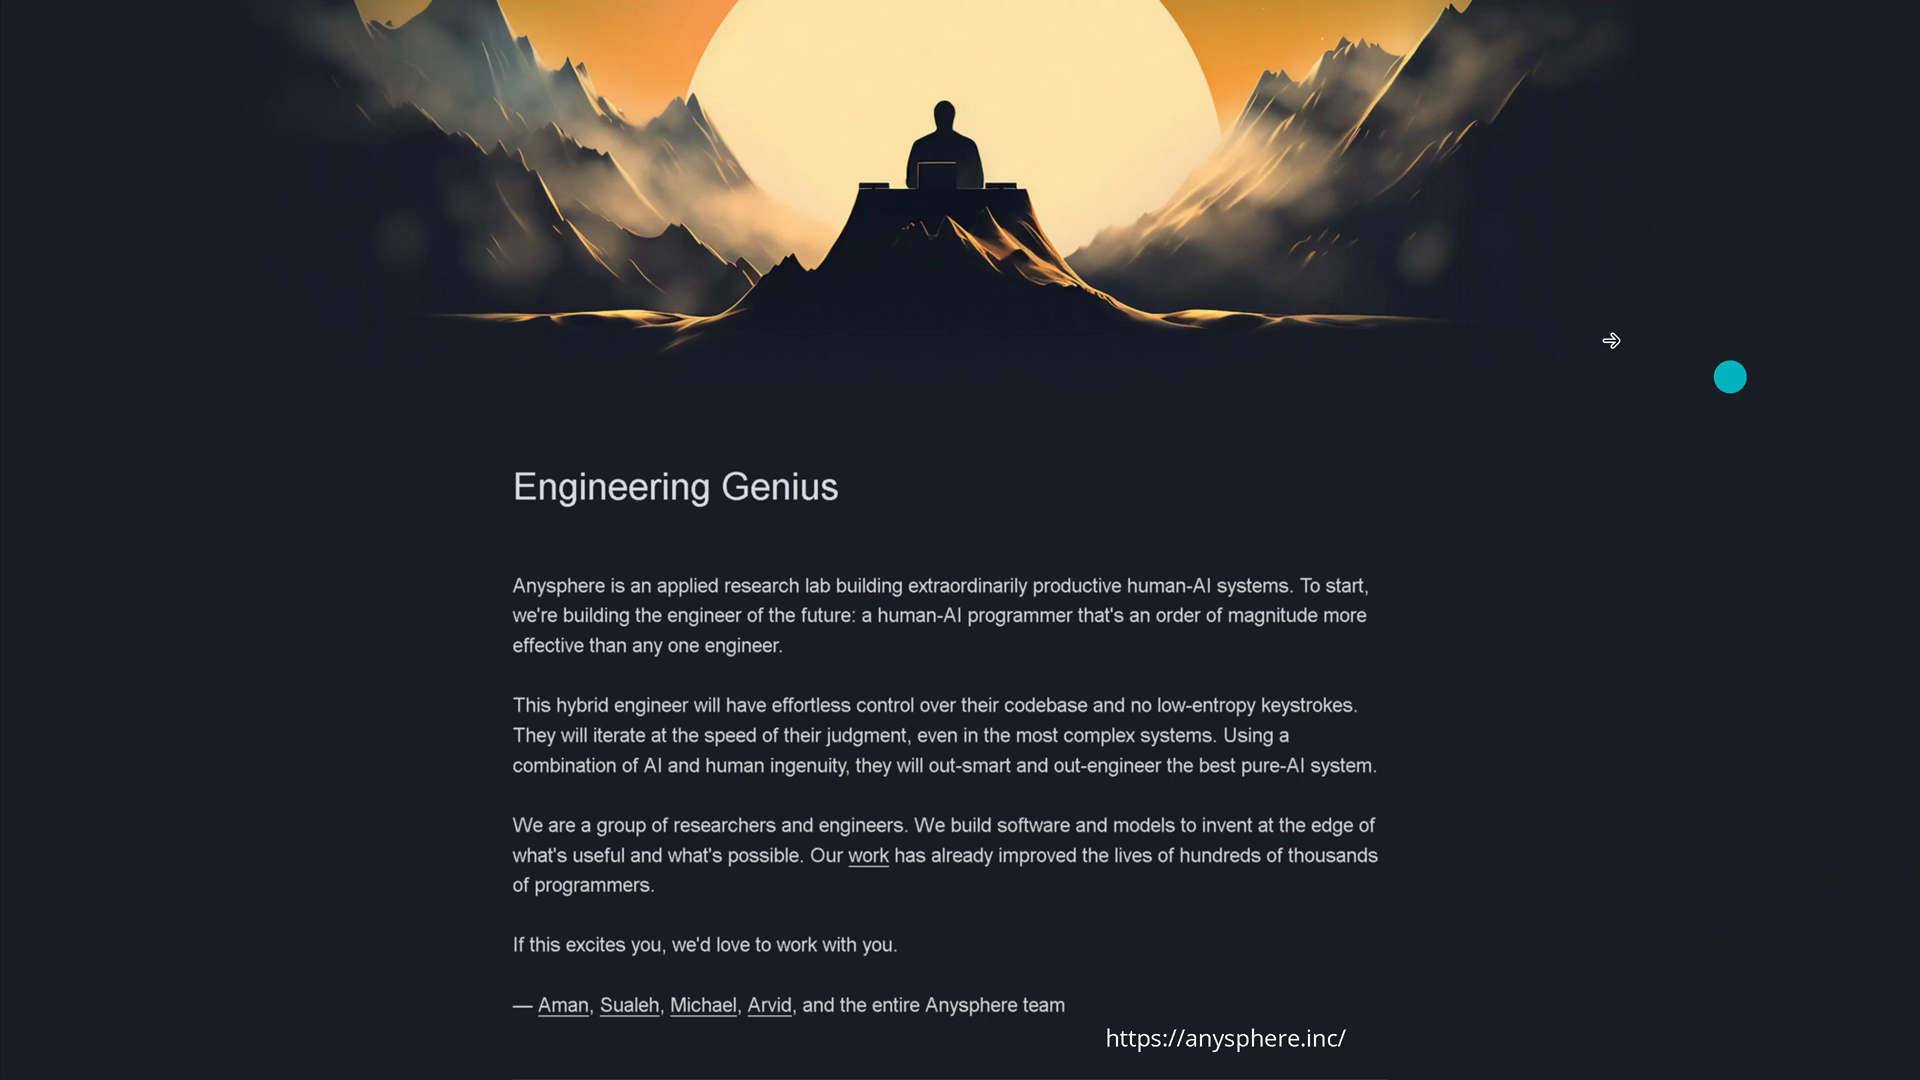 Engineering Genius
Anysphere is an applied research lab building extraordinarily productive human-AI systems. To start,
we're building the engineer of the future: a human-AI programmer that's an order of magnitude more
effective than any one engineer.
This hybrid engineer will have effortless control over their codebase and no low-entropy keystrokes.
They will iterate at the speed of their judgment, even in the most complex systems. Using a
combination of AI and human ingenuity, they will out-smart and out-engineer the best pure-AI system.
We are a group of researchers and engineers. We build software and models to invent at the edge of
what's useful and what's possible. Our work has already improved the lives of hundreds of thousands
of programmers.
If this excites you, we'd love to work with you.
— Aman, Sualeh, Michael, Arvid, and the entire Anysphere team
https://anysphere.inc/